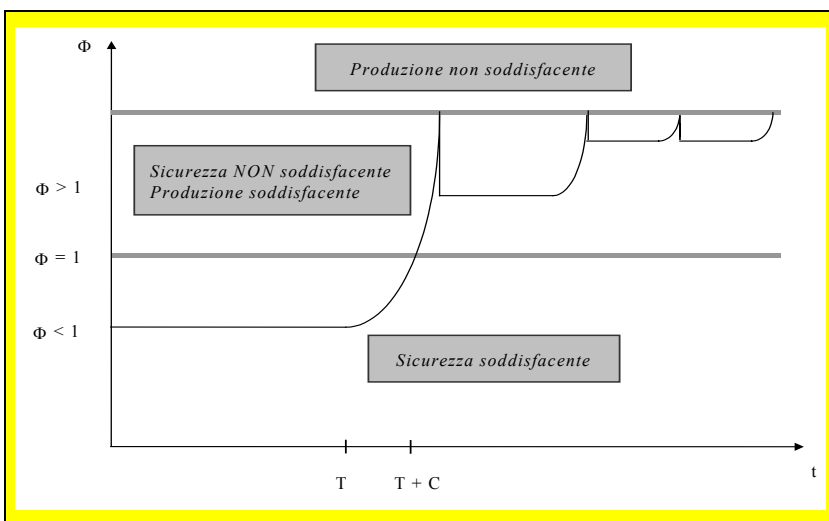 Φ
Produzione non soddisfacente
Sicurezza NON soddisfacente
Produzione soddisfacente
Φ > 1
Φ = 1
Φ < 1
Sicurezza soddisfacente
T
T + C
t